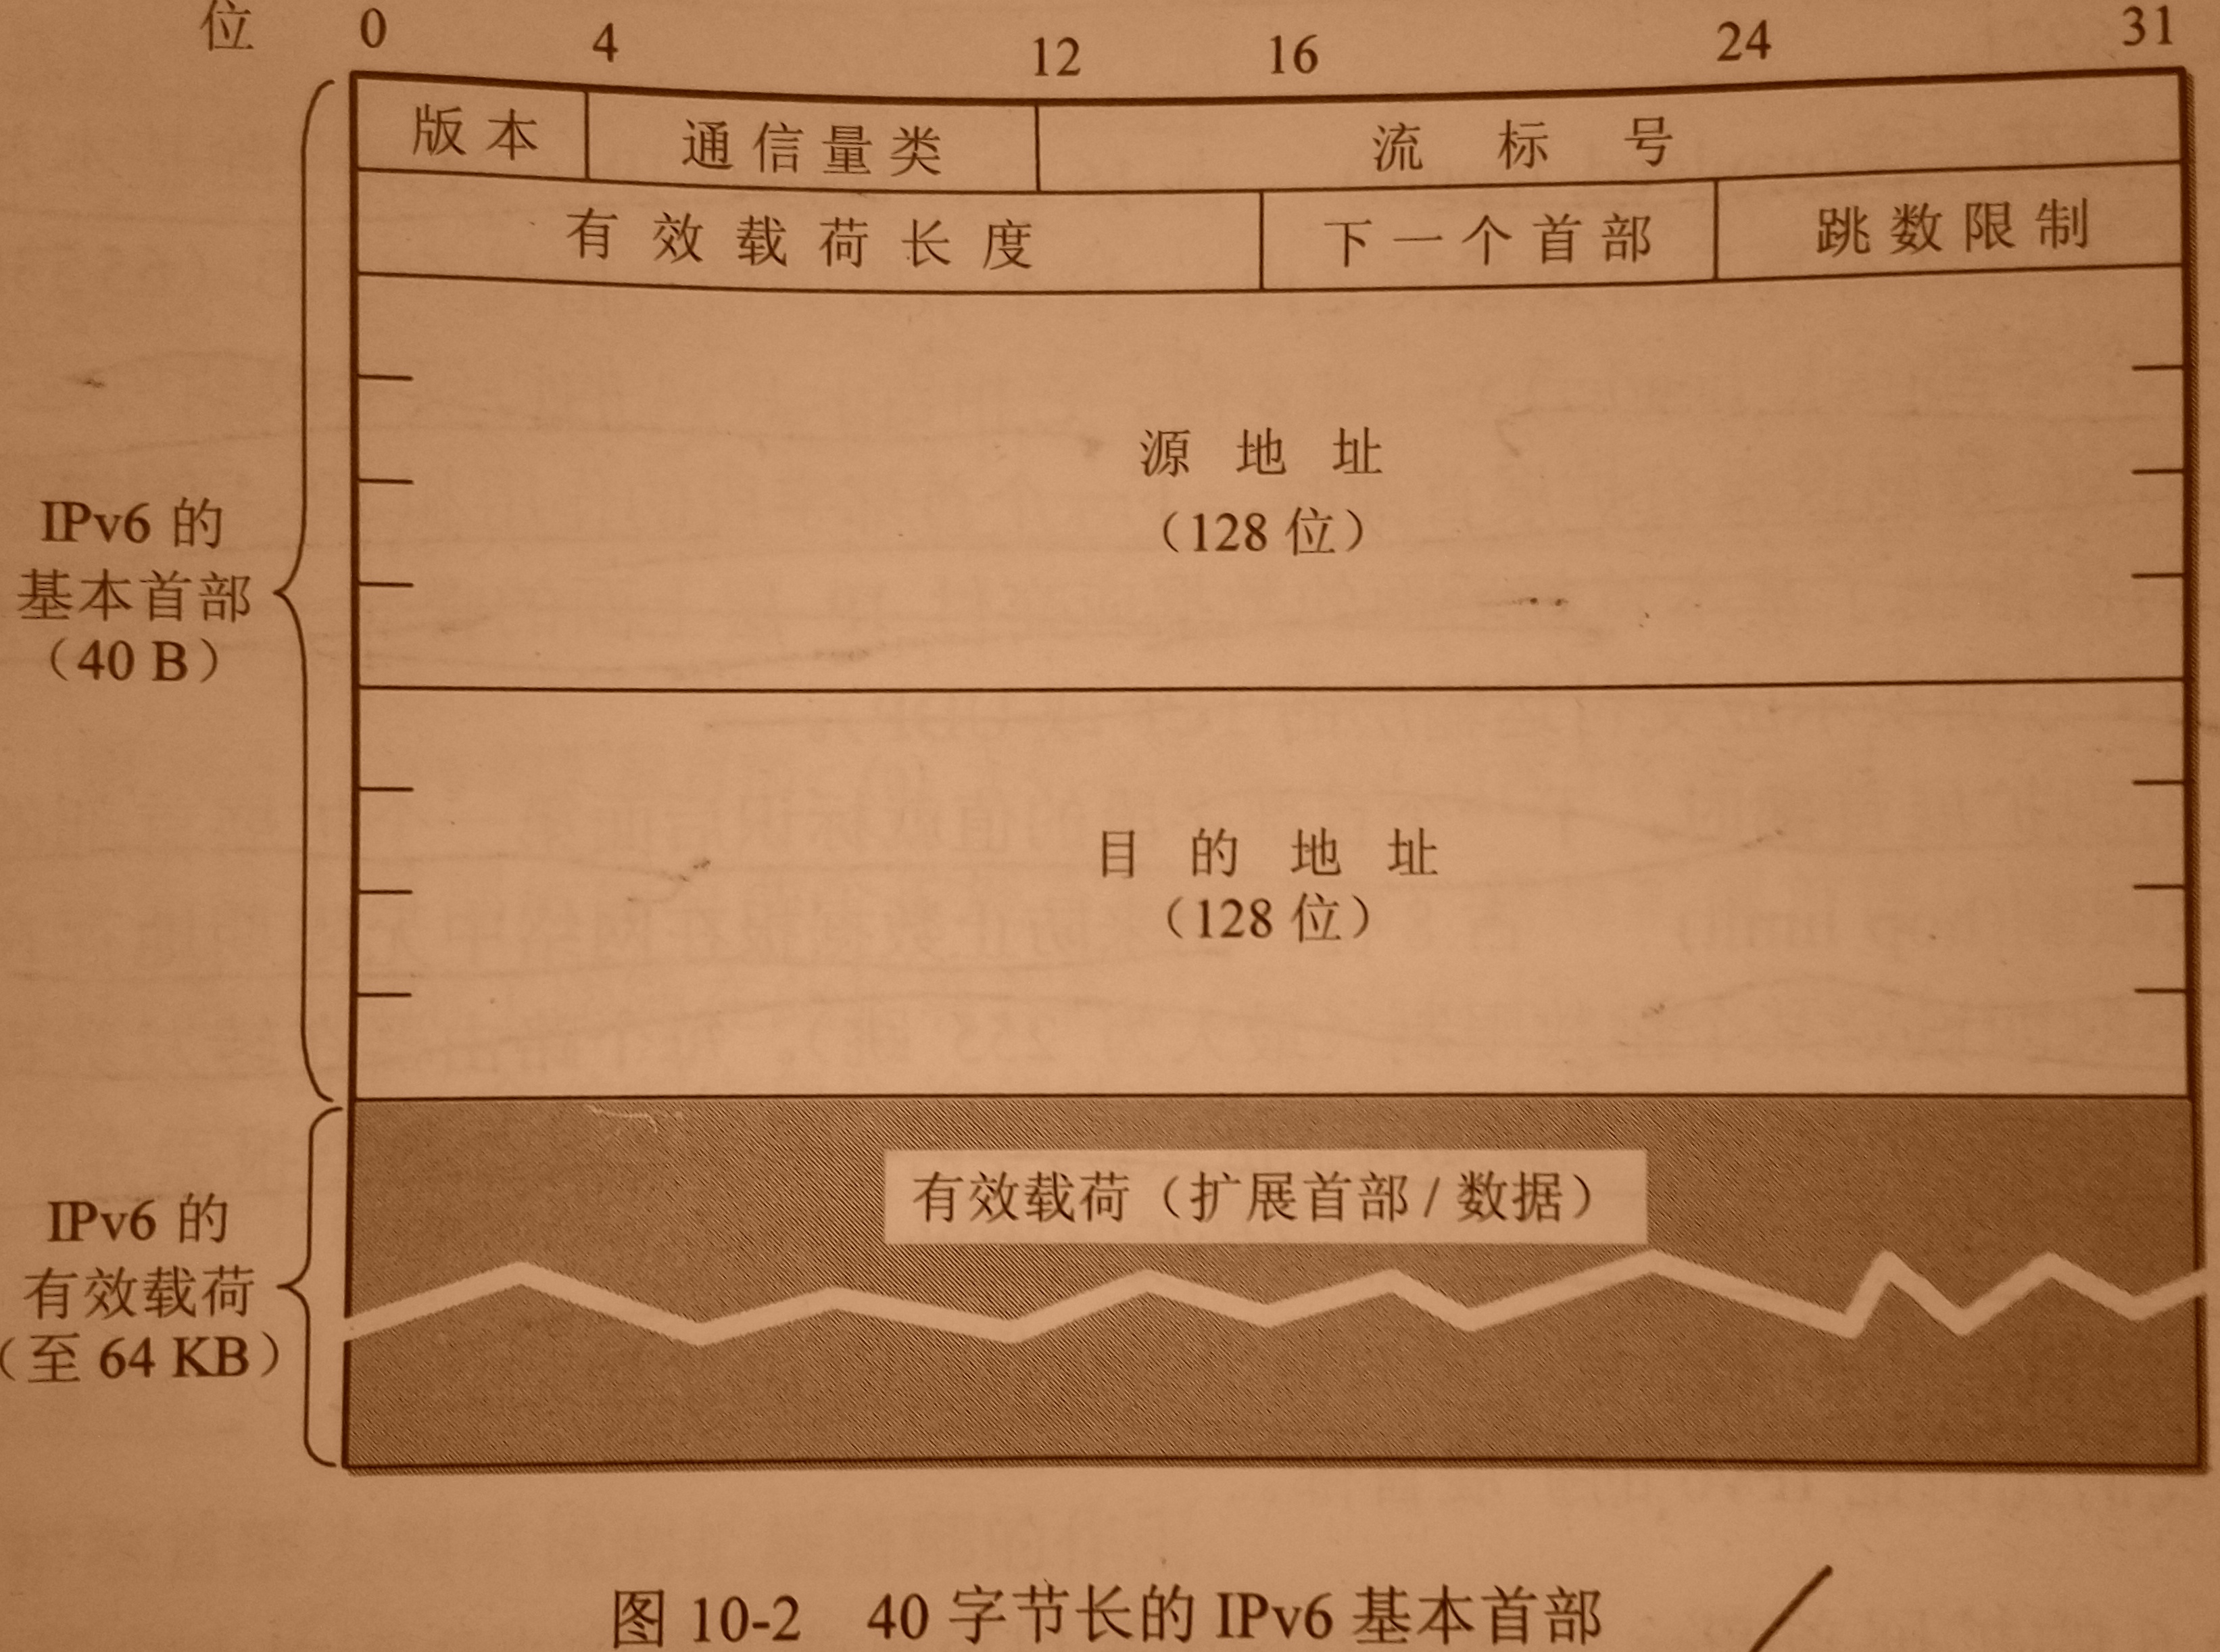 位 0 4 12 16 24 31
版本 通信量类 流标号
有效载荷长度 下一个首部 跳数限制
源地址
（128 位）
IPv6 的
基本首部
（40 B）
目的地址
（128 位）
有效载荷（扩展首部 / 数据）
IPv6 的
有效载荷
（至 64 KB）
图 10-2 40 字节长的 IPv6 基本首部